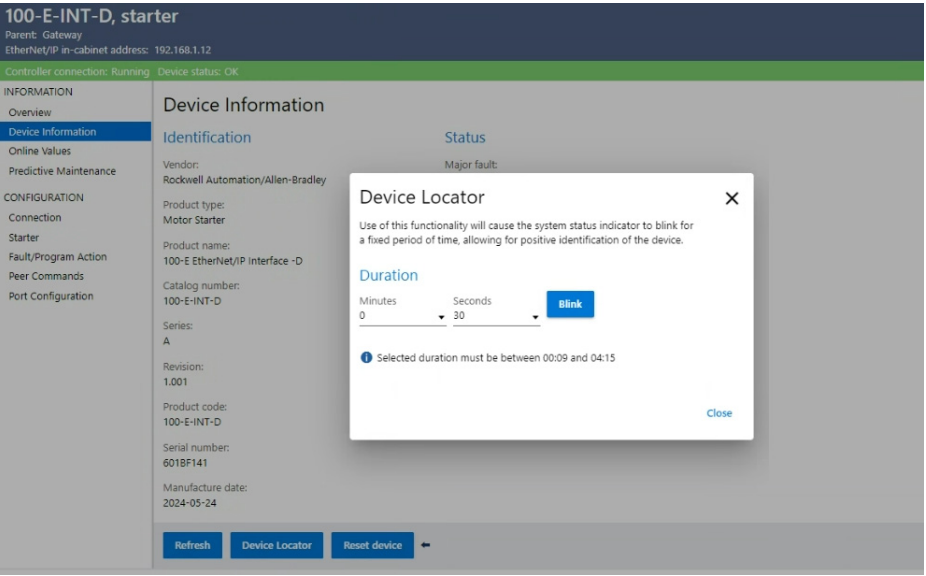 100-E-INT-D, starter
Parent: Gateway
EtherNet/IP in-cabinet address: 192.168.1.12
Controller connection: Running Device status: OK
INFORMATION
Overview
Device Information
Online Values
Predictive Maintenance
CONFIGURATION
Connection
Starter
Fault/Program Action
Peer Commands
Port Configuration
Device Information
Identification
Vendor:
Rockwell Automation/Allen-Bradley
Product type:
Motor Starter
Product name:
100-E EtherNet/IP Interface -D
Catalog number:
100-E-INT-D
Series:
A
Revision:
1.001
Product code:
100-E-INT-D
Serial number:
601BF141
Manufacture date:
2024-05-24
Status
Major fault:
Device Locator
Use of this functionality will cause the system status indicator to blink for
a fixed period of time, allowing for positive identification of the device.
Duration
Minutes Seconds
0 30
Blink
Selected duration must be between 00:09 and 04:15
Close
Refresh Device Locator Reset device